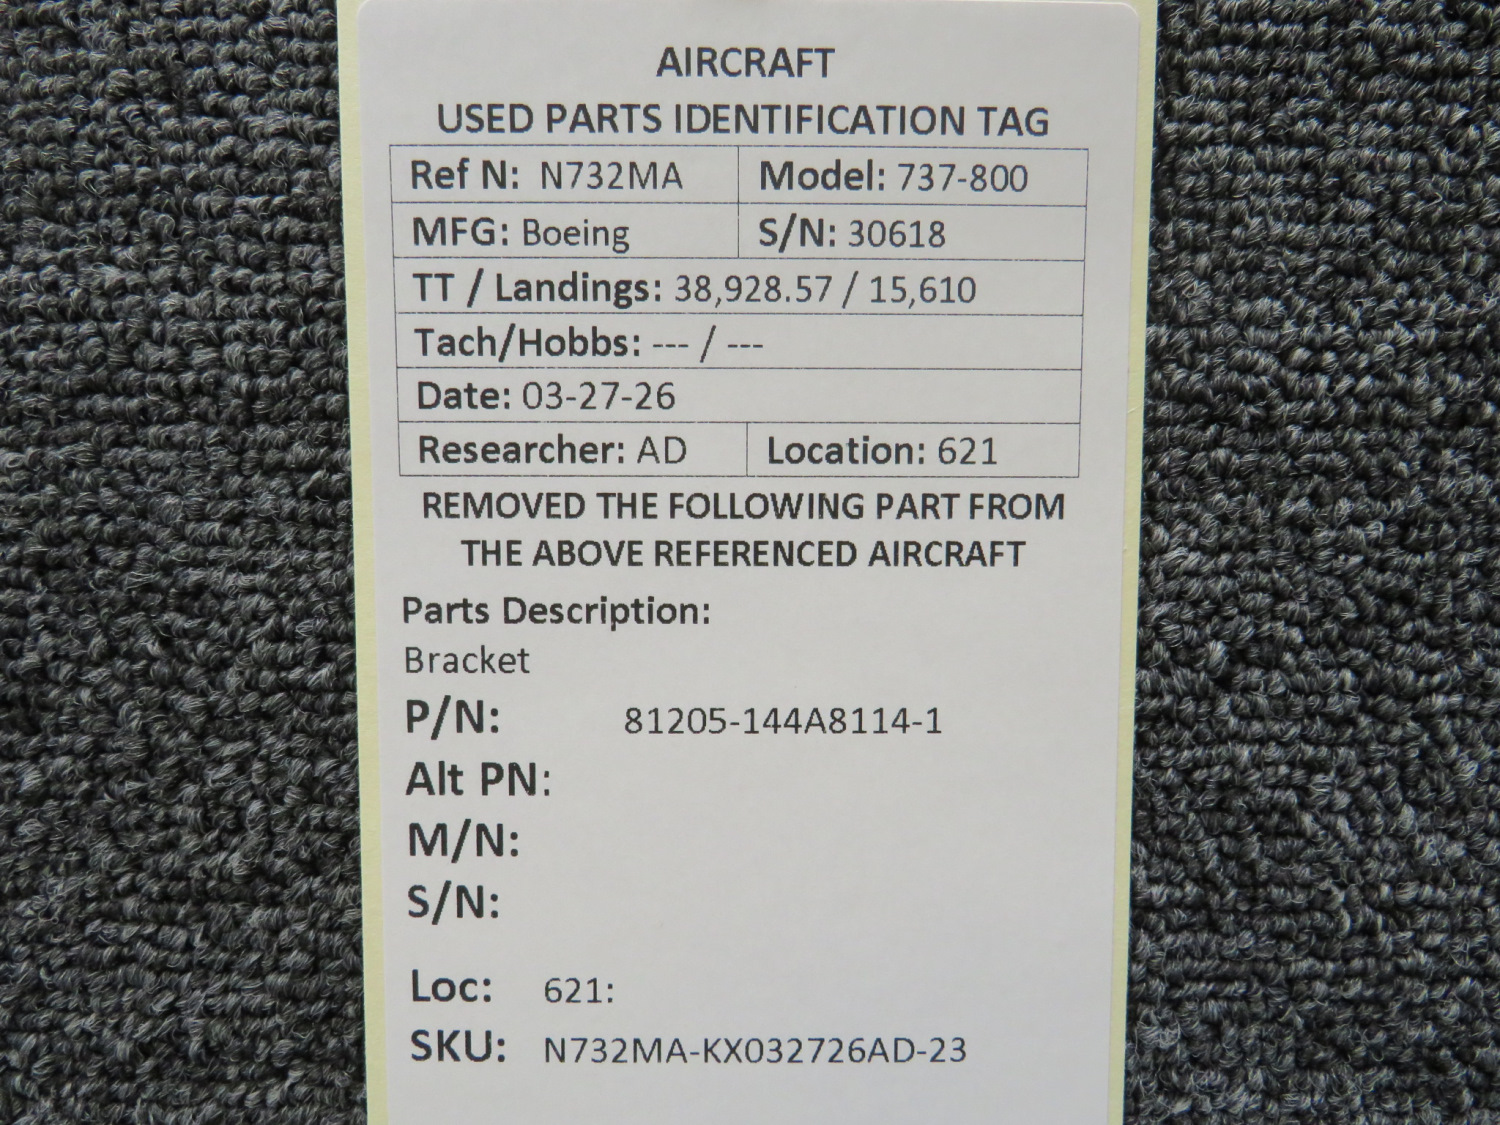 AIRCRAFT
USED PARTS IDENTIFICATION TAG
Ref N: N732MA Model: 737-800
MFG: Boeing S/N: 30618
TT / Landings: 38,928.57 / 15,610
Tach/Hobbs: --- / ---
Date: 03-27-26
Researcher: AD Location: 621
REMOVED THE FOLLOWING PART FROM
THE ABOVE REFERENCED AIRCRAFT
Parts Description:
Bracket
P/N: 81205-144A8114-1
Alt PN:
M/N:
S/N:
Loc: 621:
SKU: N732MA-KX032726AD-23